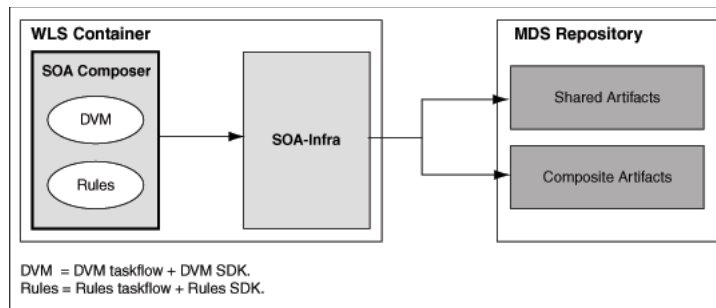 WLS Container
SOA Composer
DVM
Rules
SOA-Infra
MDS Repository
Shared Artifacts
Composite Artifacts
DVM = DVM taskflow + DVM SDK.
Rules = Rules taskflow + Rules SDK.